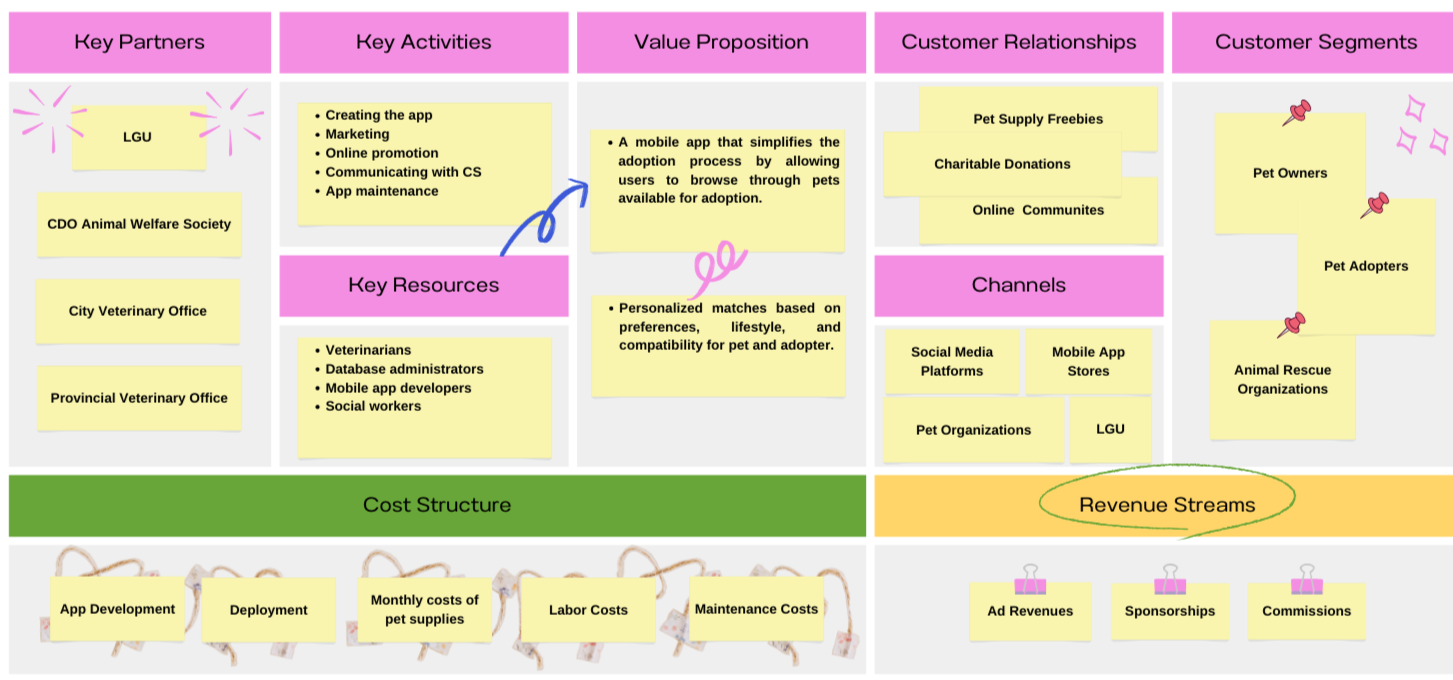 Key Partners
LGU
CDO Animal Welfare Society
City Veterinary Office
Provincial Veterinary Office
Key Activities
• Creating the app
• Marketing
• Online promotion
• Communicating with CS
• App maintenance
Key Resources
• Veterinarians
• Database administrators
• Mobile app developers
• Social workers
Value Proposition
• A mobile app that simplifies the
adoption process by allowing
users to browse through pets
available for adoption.
• Personalized matches based on
preferences, lifestyle, and
compatibility for pet and adopter.
Customer Relationships
Pet Supply Freebies
Charitable Donations
Online Communites
Channels
Social Media
Platforms
Mobile App
Stores
Pet Organizations
LGU
Customer Segments
Pet Owners
Pet Adopters
Animal Rescue
Organizations
Cost Structure
App Development
Deployment
Monthly costs of
pet supplies
Labor Costs
Maintenance Costs
Revenue Streams
Ad Revenues
Sponsorships
Commissions